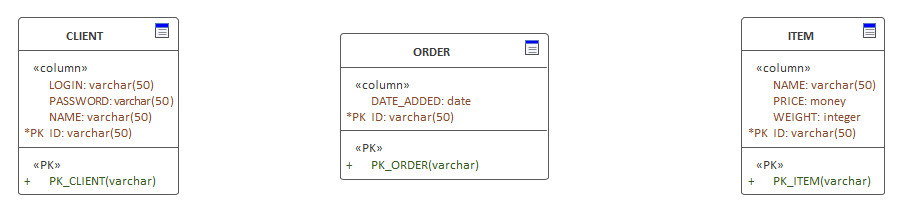 CLIENT
«column»
LOGIN: varchar(50)
PASSWORD: varchar(50)
NAME: varchar(50)
*PK ID: varchar(50)
«PK»
+ PK_CLIENT(varchar)
ORDER
«column»
DATE_ADDED: date
*PK ID: varchar(50)
«PK»
+ PK_ORDER(varchar)
ITEM
«column»
NAME: varchar(50)
PRICE: money
WEIGHT: integer
*PK ID: varchar(50)
«PK»
+ PK_ITEM(varchar)